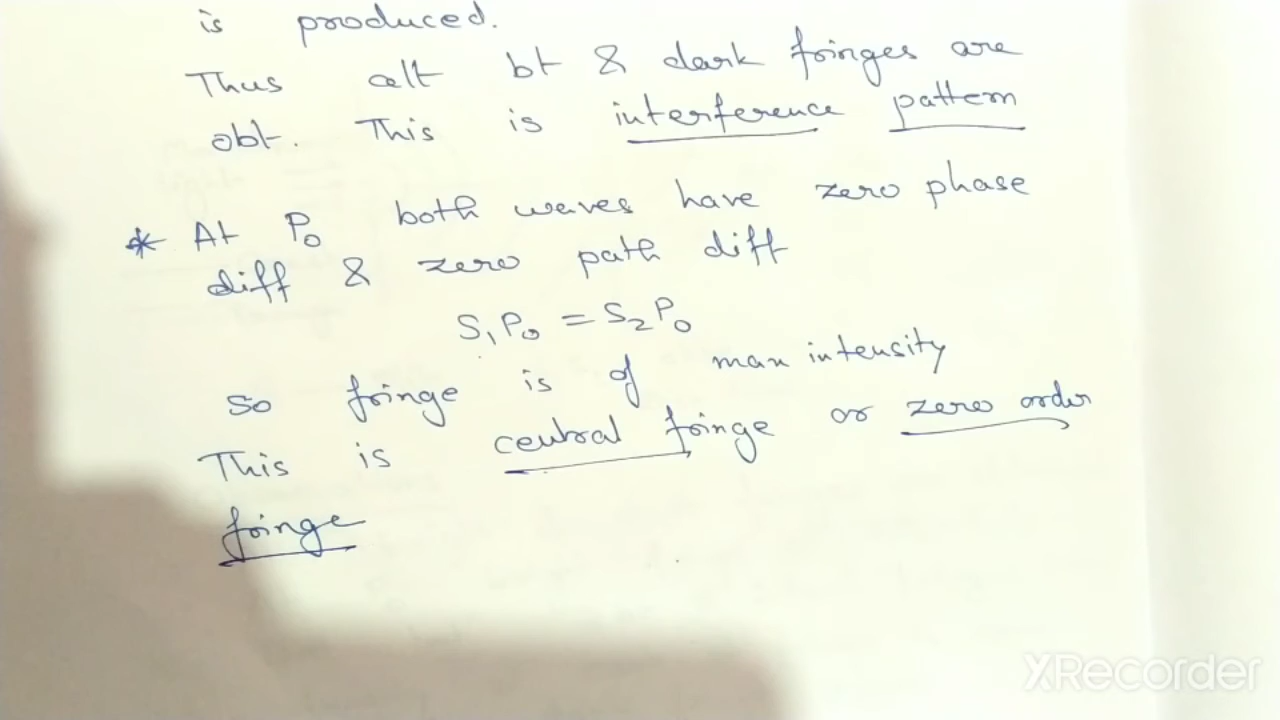 is produced.
Thus alt bt & dark fringes are
obt. This is interference pattern
* At P₀ both waves have zero phase
diff & zero path diff
S₁P₀ = S₂P₀
So fringe is of max intensity
This is central fringe or zero order
fringe
XRecorder